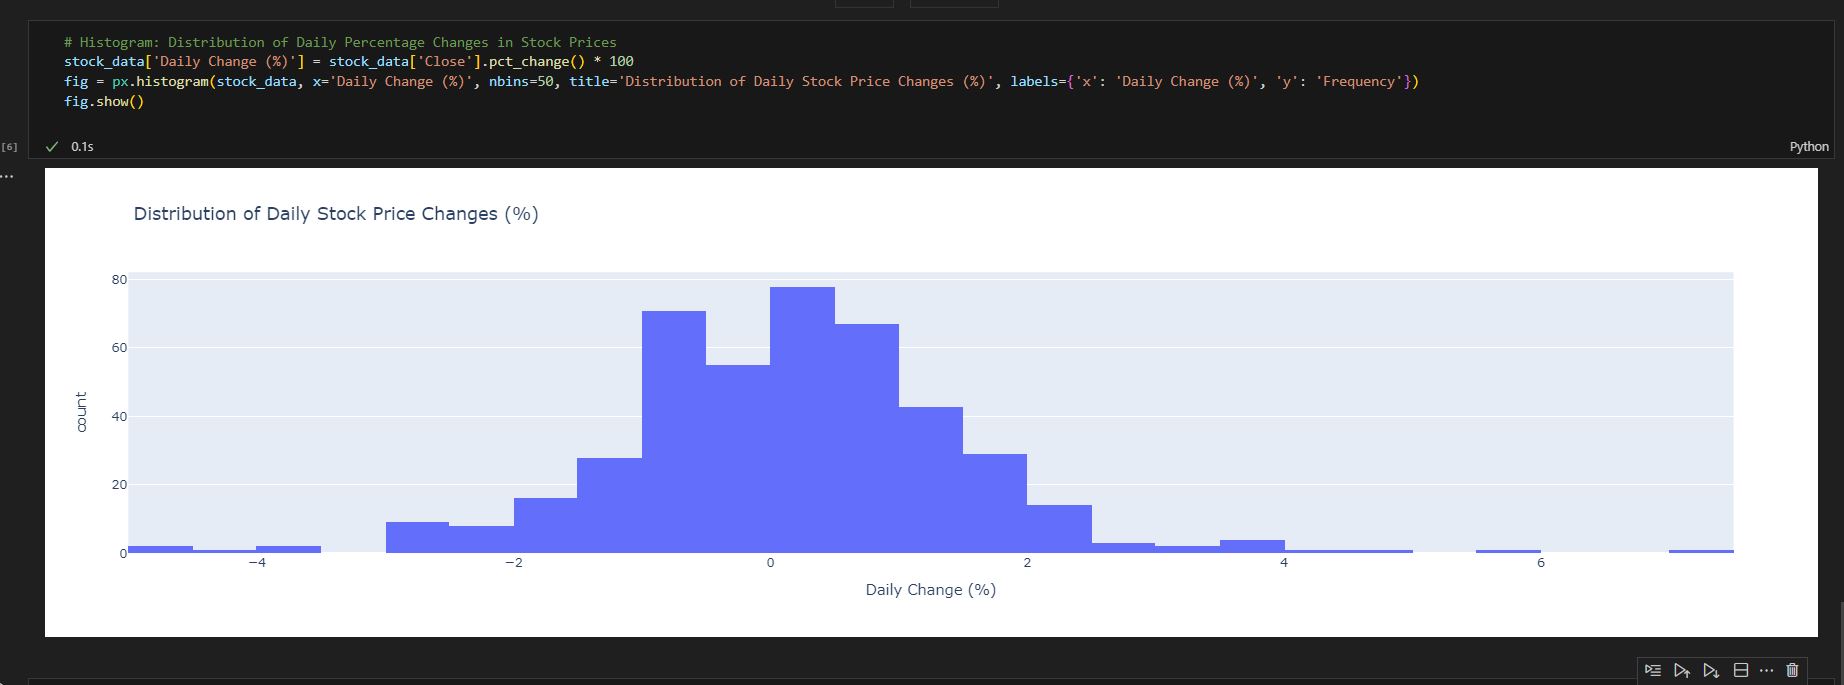 # Histogram: Distribution of Daily Percentage Changes in Stock Prices
stock_data['Daily Change (%)'] = stock_data['Close'].pct_change() * 100
fig = px.histogram(stock_data, x='Daily Change (%)', nbins=50, title='Distribution of Daily Stock Price Changes (%)', labels={'x': 'Daily Change (%)', 'y': 'Frequency'})
fig.show()
[6]
0.1s
Python
Distribution of Daily Stock Price Changes (%)
80
60
40
20
0
count
−4
−2
0
2
4
6
Daily Change (%)